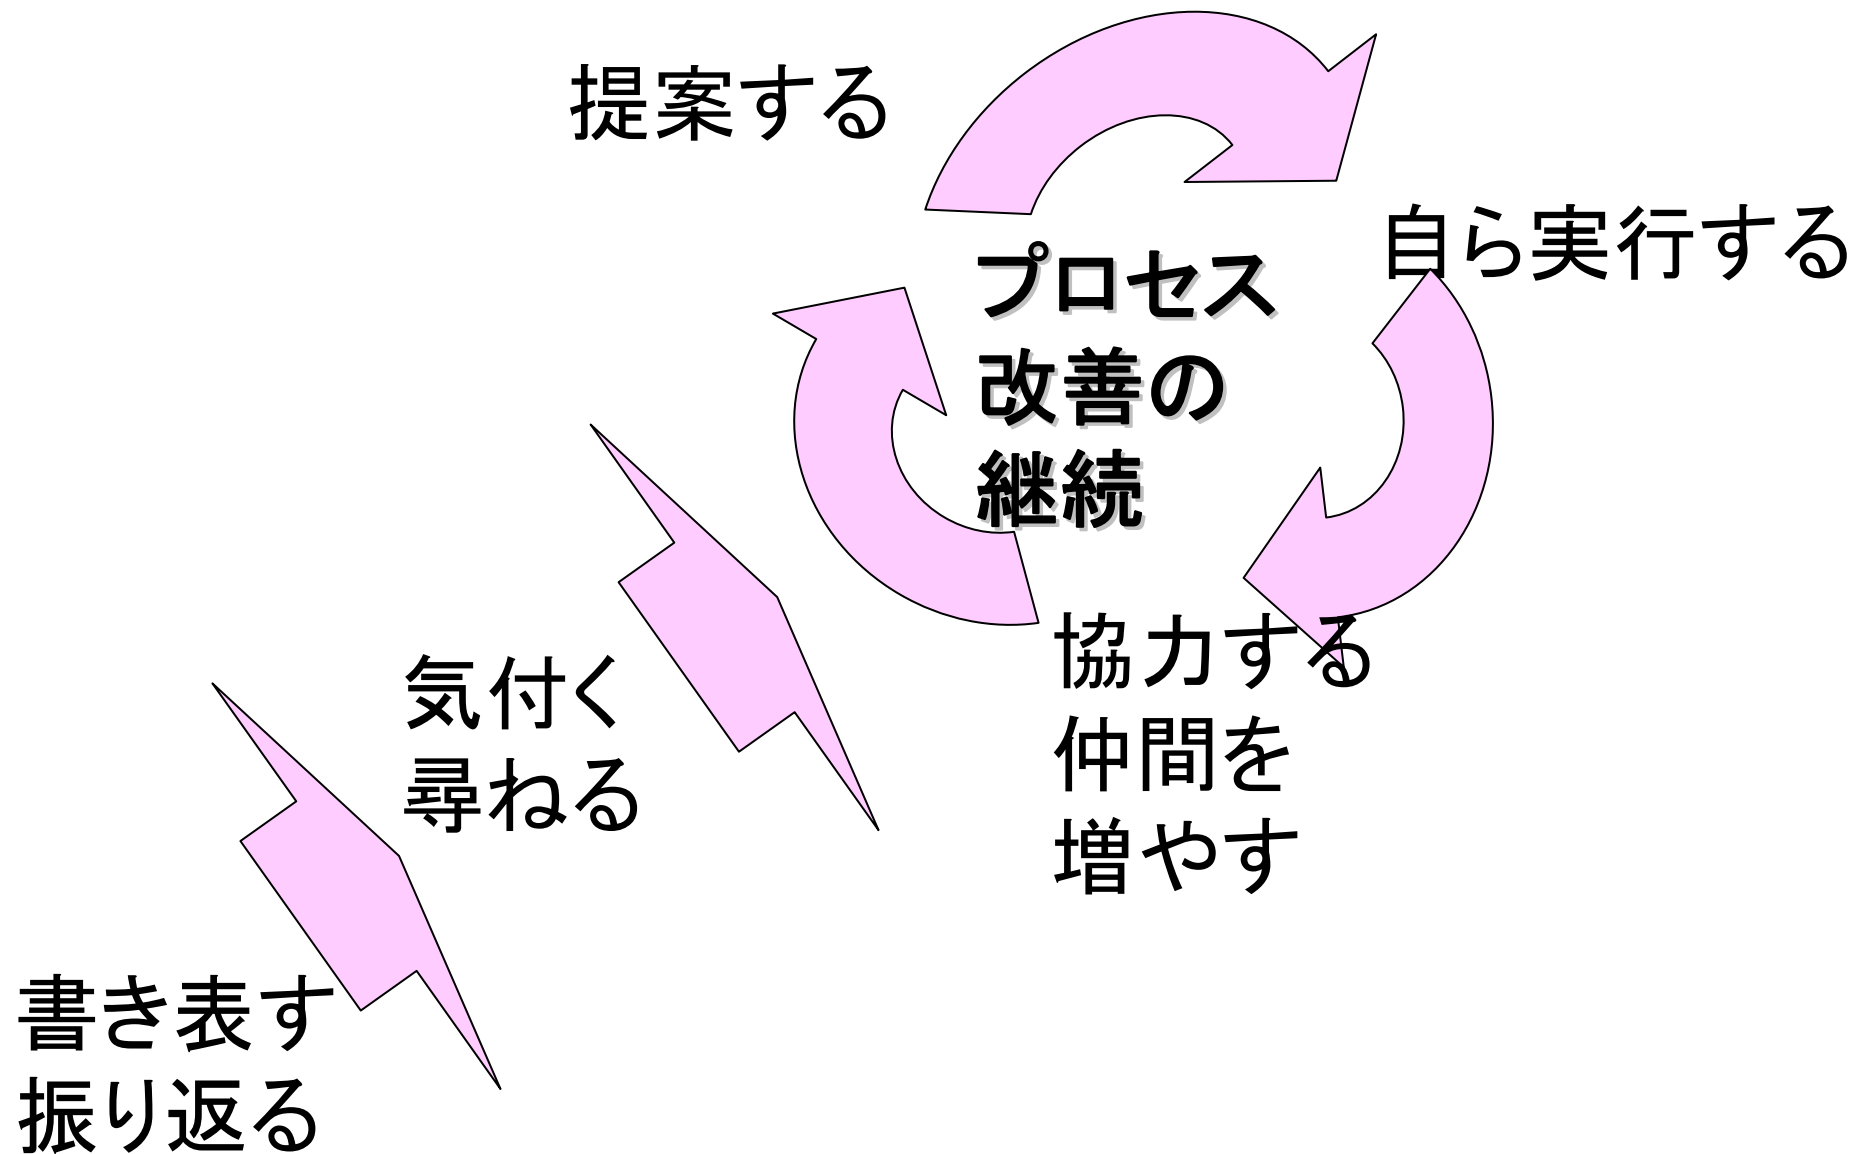 提案する
自ら実行する
プロセス
改善の
継続
協力する
仲間を
増やす
気付く
尋ねる
書き表す
振り返る